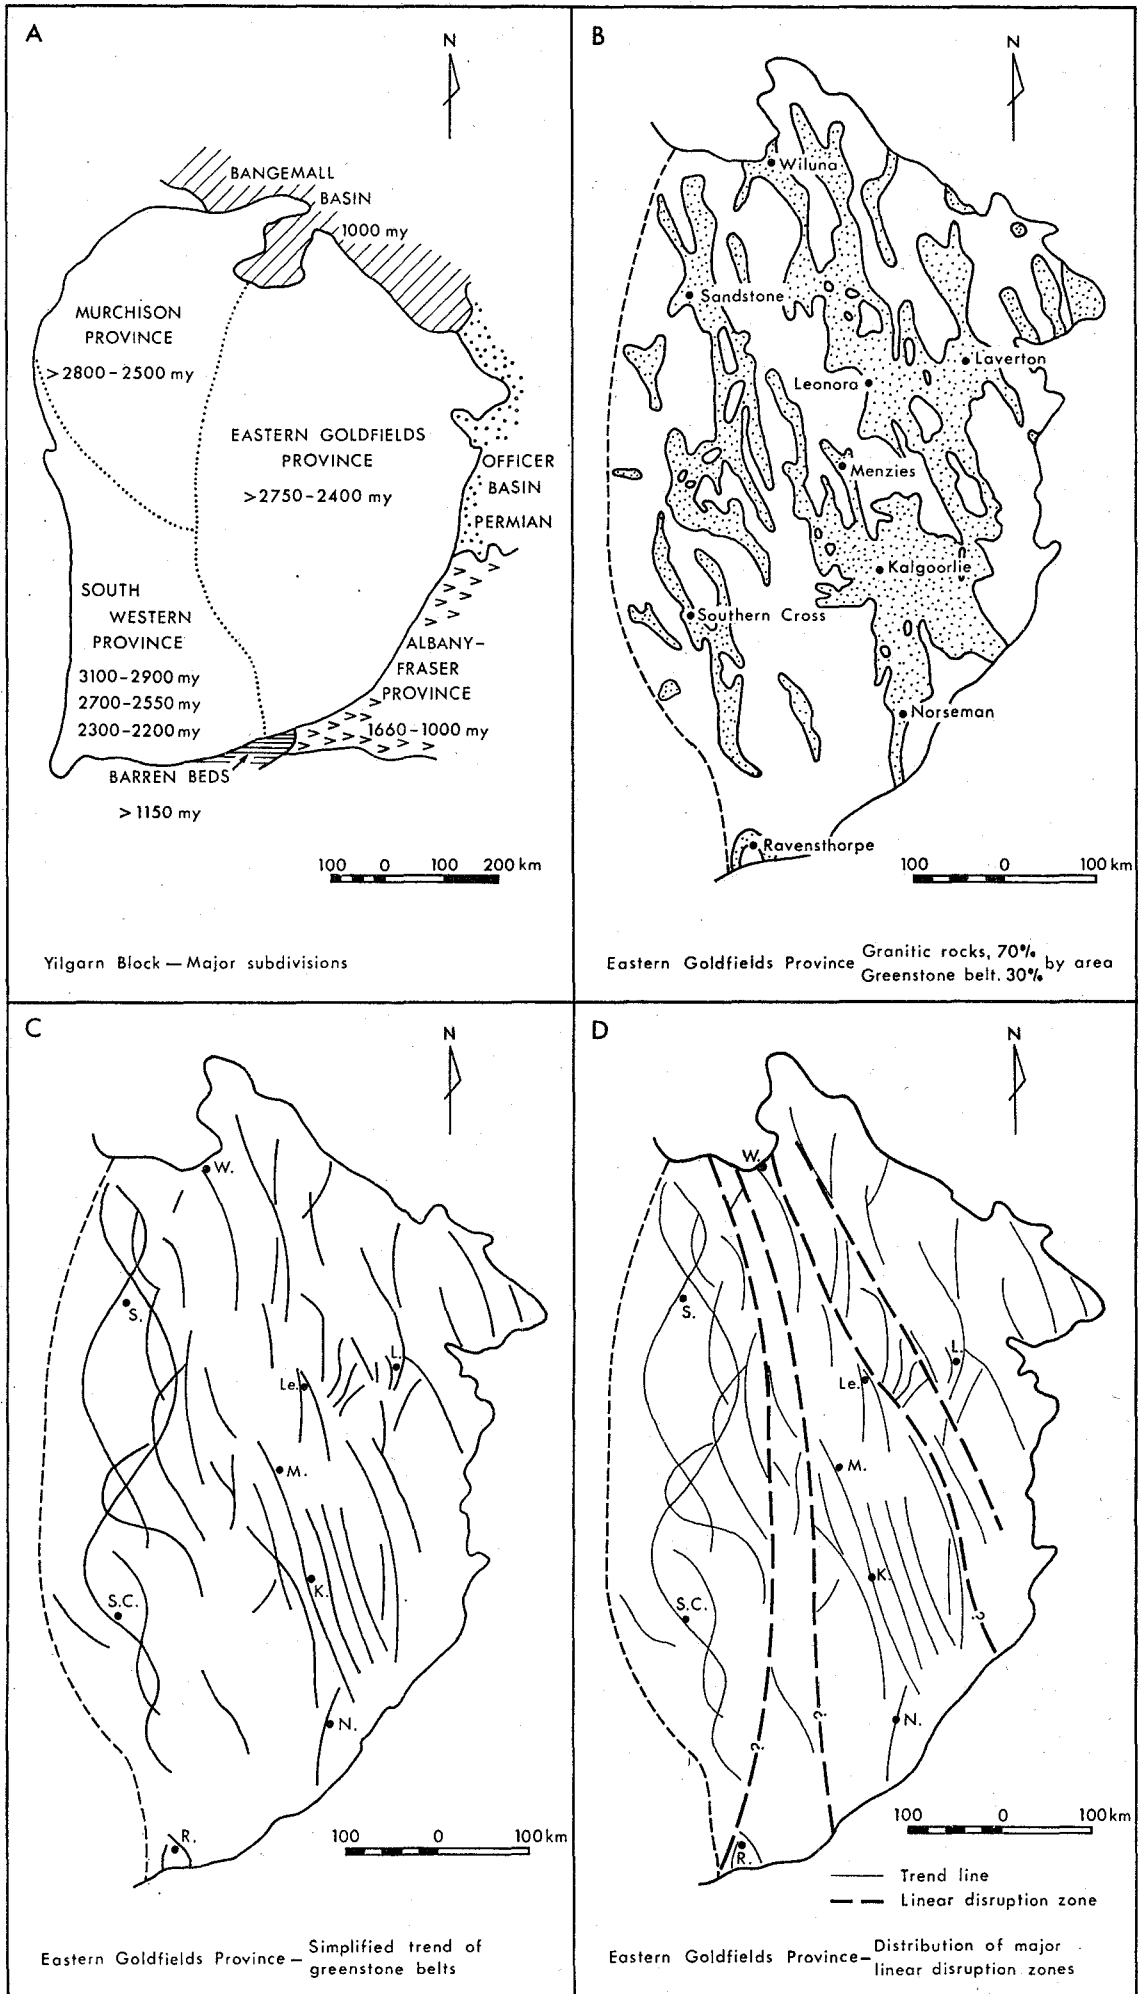 A
N
BANGEMALL
BASIN
1000 my
MURCHISON
PROVINCE
>2800-2500 my
EASTERN GOLDFIELDS
PROVINCE
>2750-2400 my
OFFICER
BASIN
PERMIAN
SOUTH
WESTERN
PROVINCE
3100-2900 my
2700-2550 my
2300-2200 my
ALBANY-
FRASER
PROVINCE
1660-1000 my
BARREN BEDS
>1150 my
100 0 100 200 km
Yilgarn Block — Major subdivisions
B
N
Wiluna
Sandstone
Laverton
Leonora
Menzies
Kalgoorlie
Southern Cross
Norseman
Ravensthorpe
100 0 100 km
Eastern Goldfields Province Granitic rocks, 70% by area
Greenstone belt. 30%
C
N
W.
S.
L.
Le.
M.
K.
S.C.
N.
R.
100 0 100 km
Eastern Goldfields Province — Simplified trend of
greenstone belts
D
N
W.
S.
L.
Le.
M.
K.
S.C.
?
N.
?
?
R.
100 0 100 km
Trend line
Linear disruption zone
Eastern Goldfields Province — Distribution of major
linear disruption zones